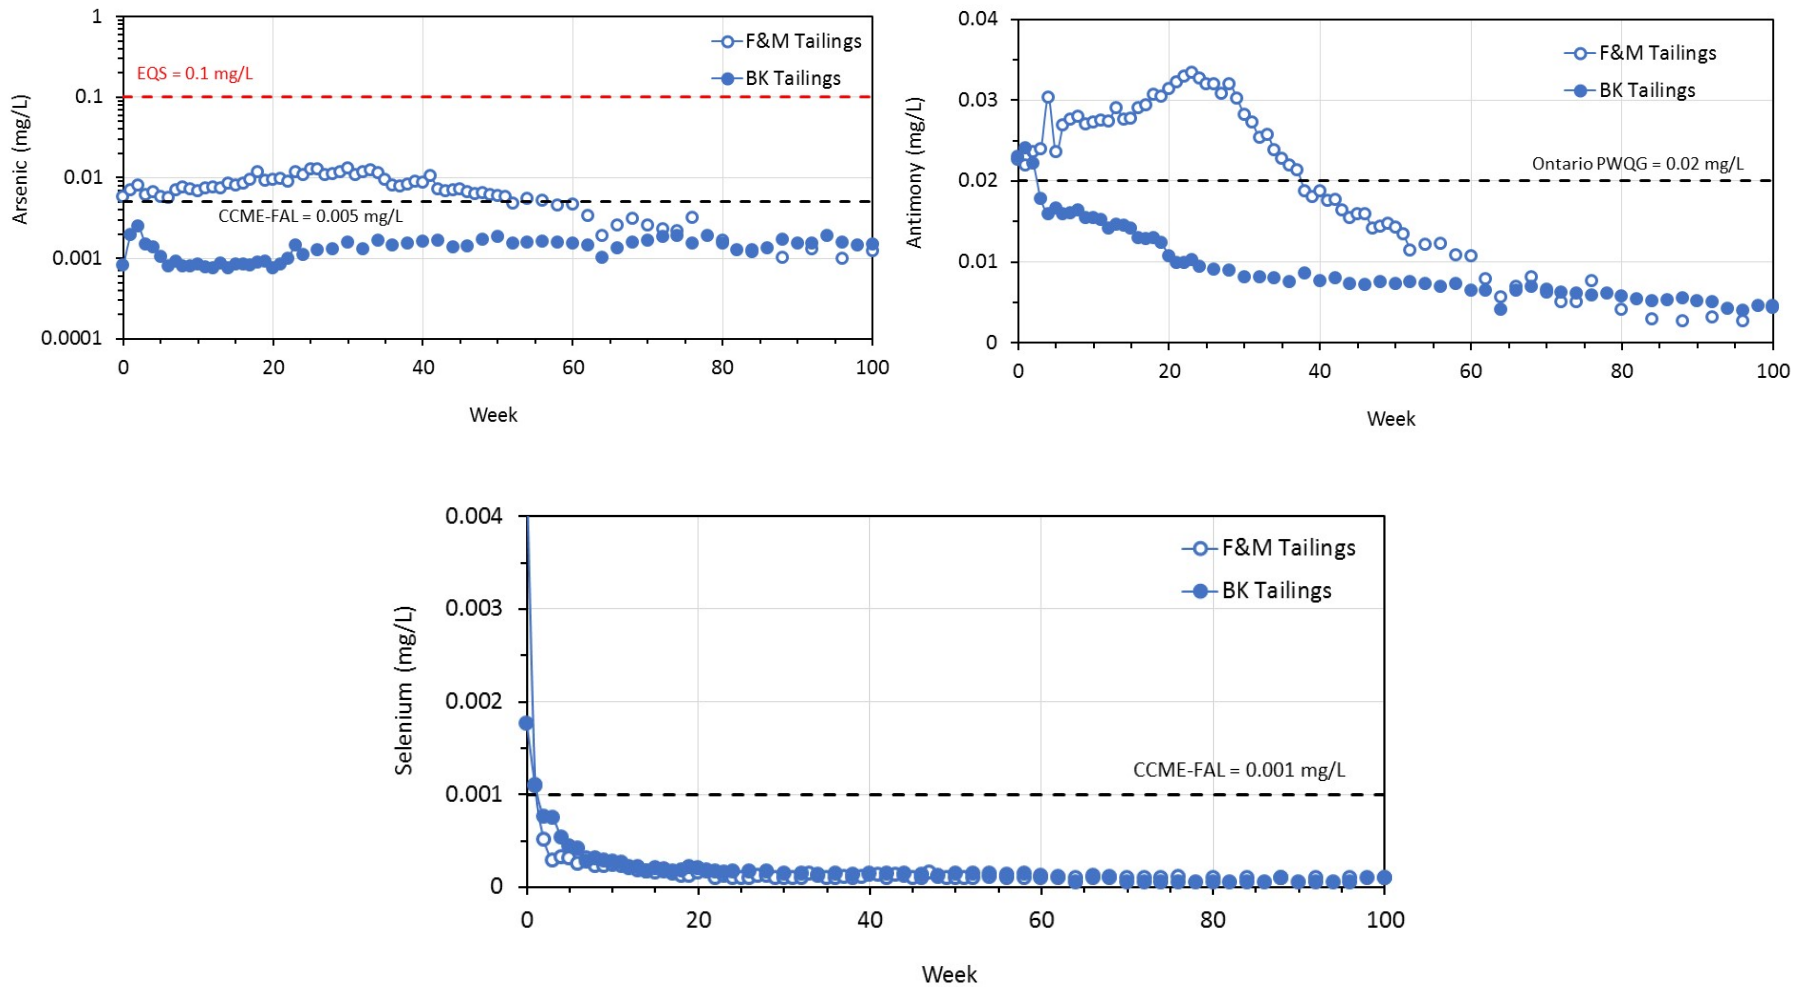 1
0.1
0.01
0.001
0.0001
Arsenic (mg/L)
EQS = 0.1 mg/L
F&M Tailings
BK Tailings
CCME-FAL = 0.005 mg/L
0 20 40 60 80 100
Week
0.04
0.03
0.02
0.01
0
Antimony (mg/L)
F&M Tailings
BK Tailings
Ontario PWQG = 0.02 mg/L
0 20 40 60 80 100
Week
0.004
0.003
0.002
0.001
0
Selenium (mg/L)
F&M Tailings
BK Tailings
CCME-FAL = 0.001 mg/L
0 20 40 60 80 100
Week